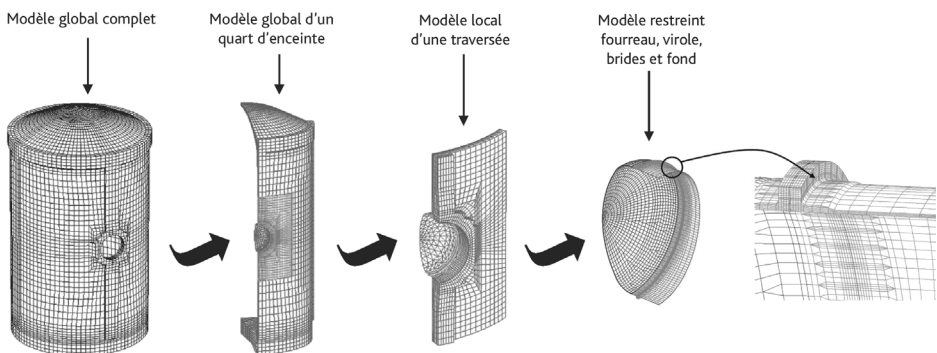 Modèle global complet
Modèle global d’un
quart d’enceinte
Modèle local
d’une traversée
Modèle restreint
fourreau, virole,
brides et fond